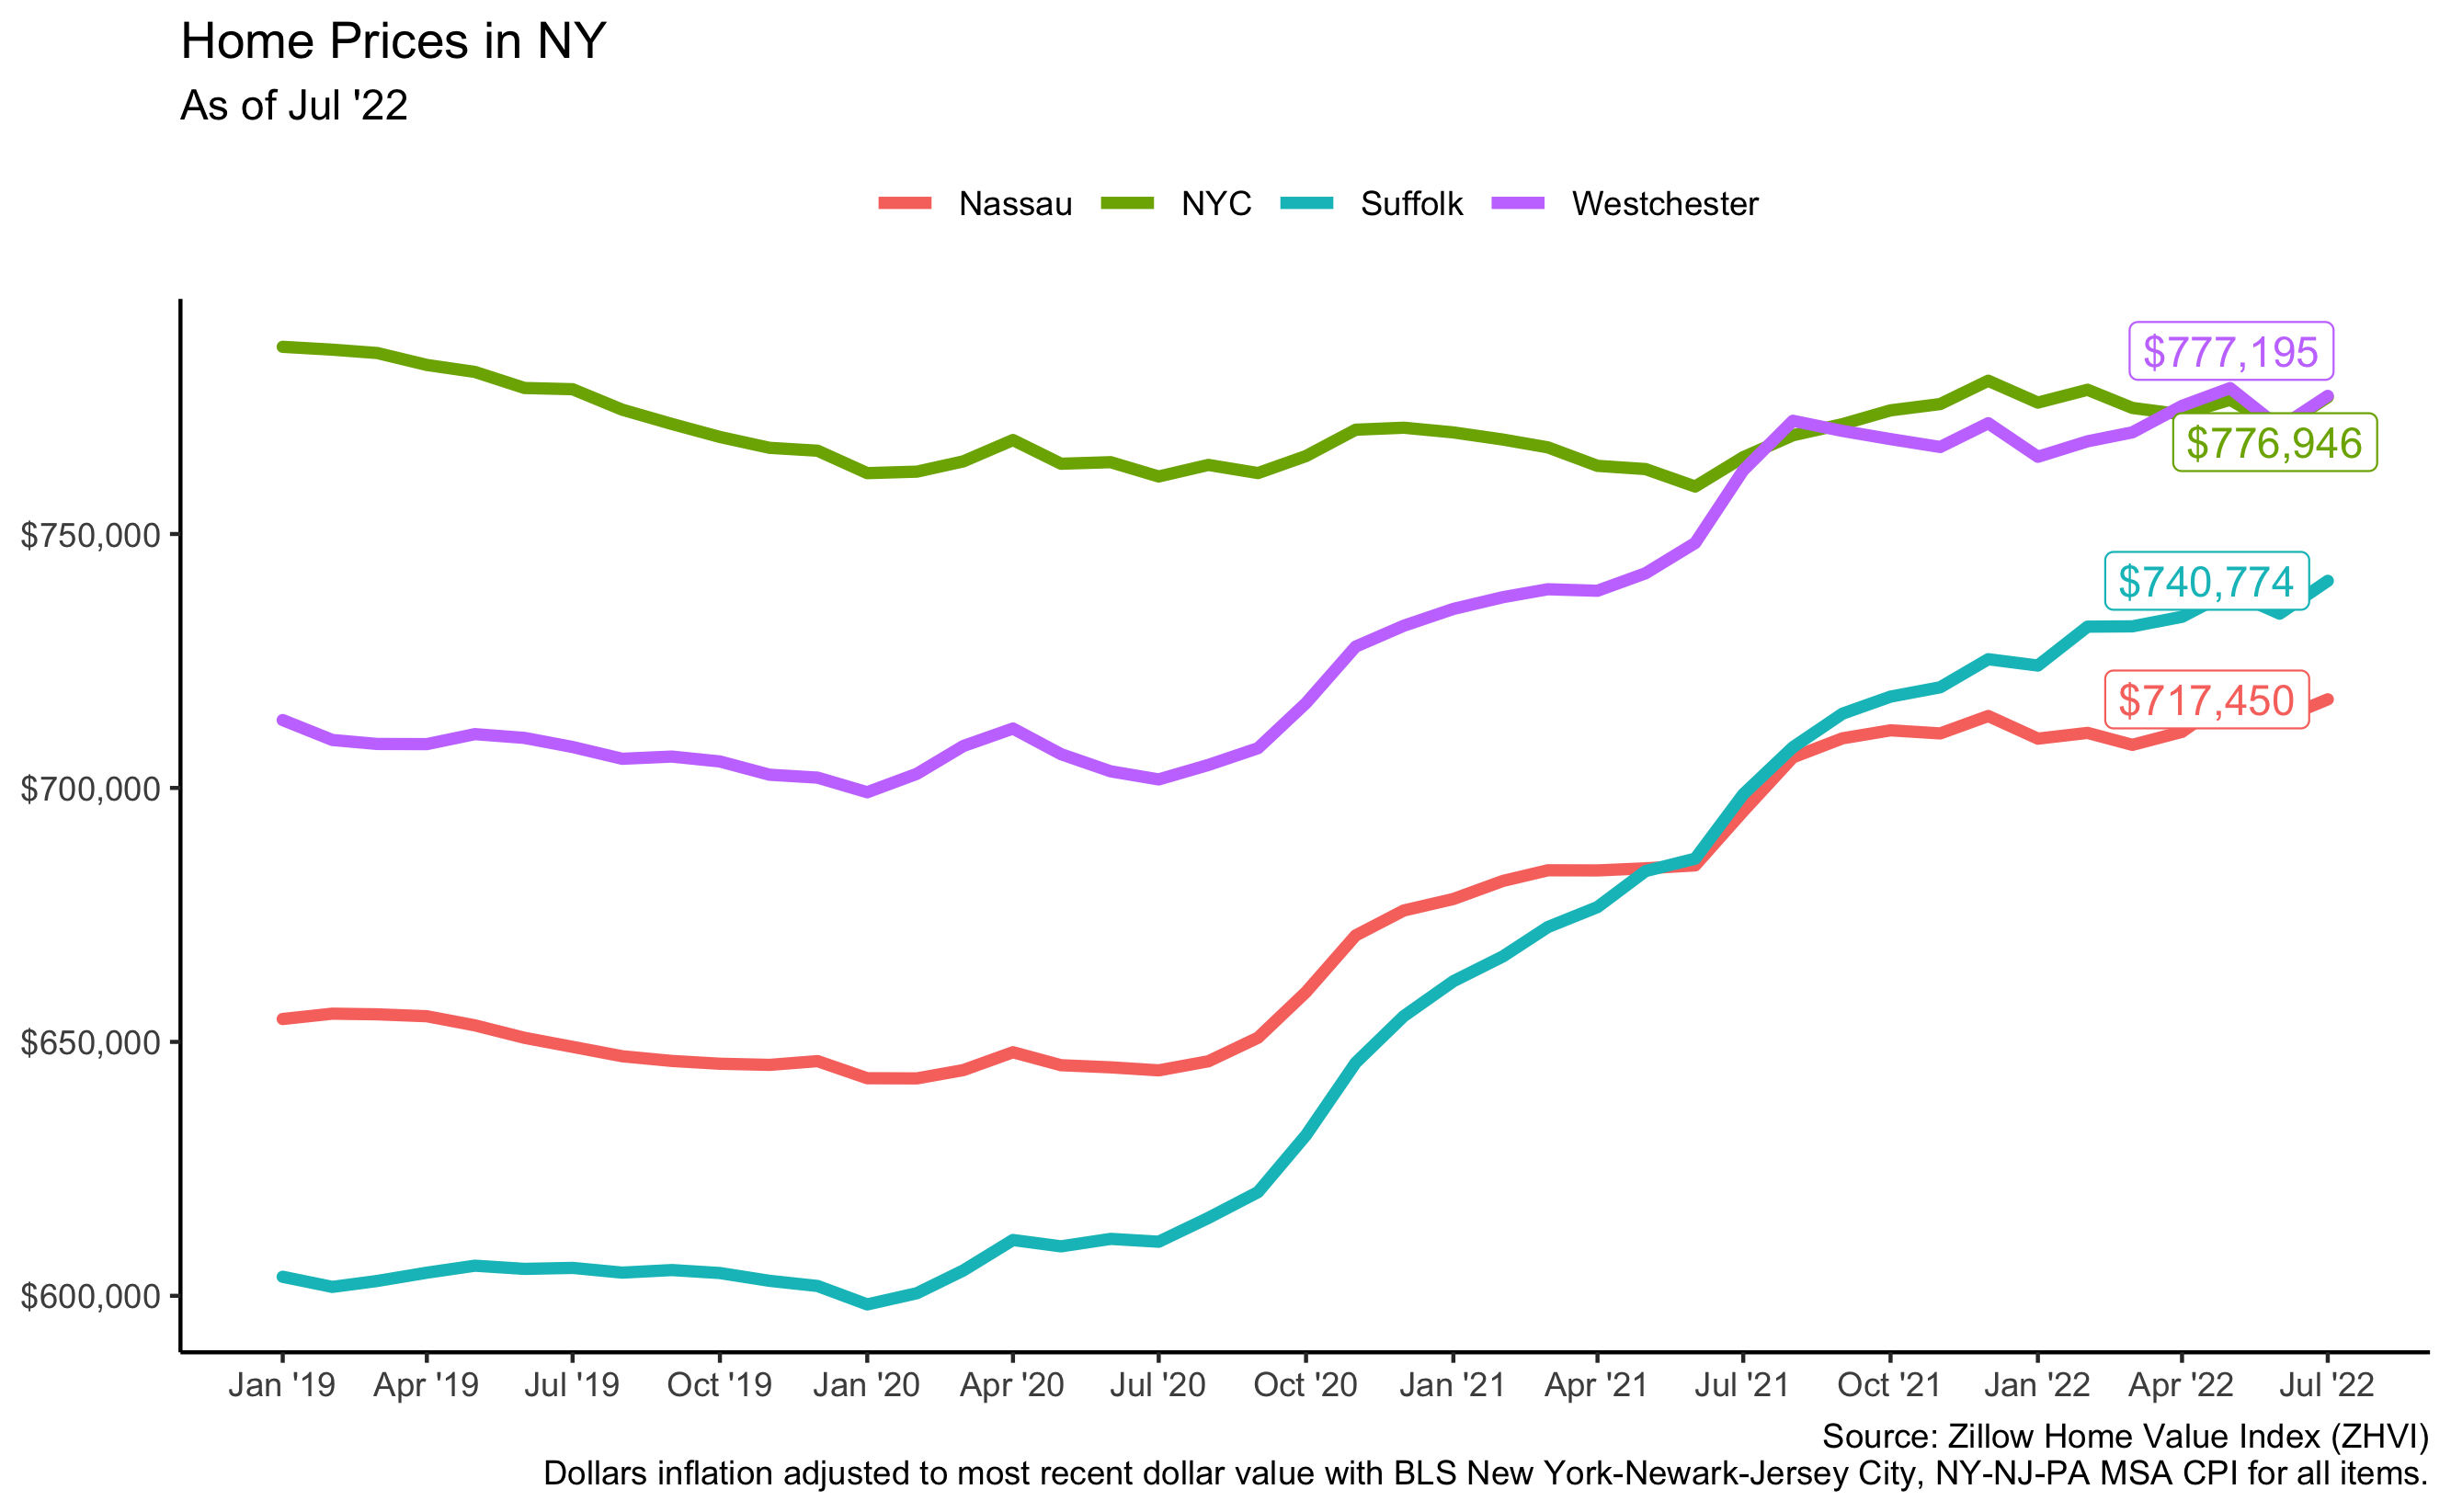 Home Prices in NY
As of Jul '22
Nassau NYC Suffolk Westchester
$777,195
$776,946
$750,000
$740,774
$717,450
$700,000
$650,000
$600,000
Jan '19 Apr '19 Jul '19 Oct '19 Jan '20 Apr '20 Jul '20 Oct '20 Jan '21 Apr '21 Jul '21 Oct '21 Jan '22 Apr '22 Jul '22
Source: Zillow Home Value Index (ZHVI)
Dollars inflation adjusted to most recent dollar value with BLS New York-Newark-Jersey City, NY-NJ-PA MSA CPI for all items.